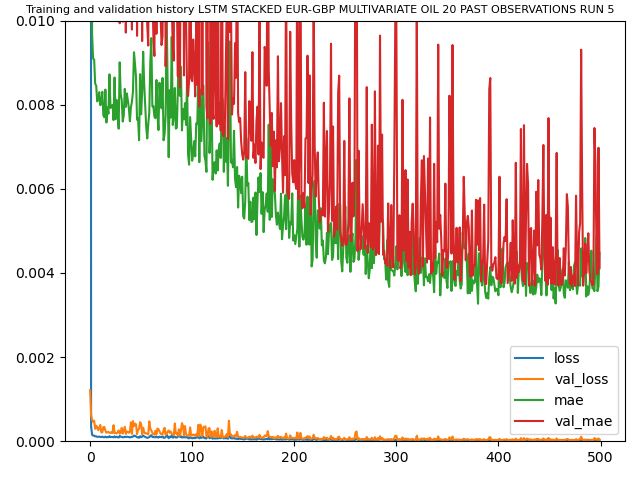 Training and validation history LSTM STACKED EUR-GBP MULTIVARIATE OIL 20 PAST OBSERVATIONS RUN 5
0.010
0.008
0.006
0.004
0.002
0.000
0 100 200 300 400 500
loss
val_loss
mae
val_mae